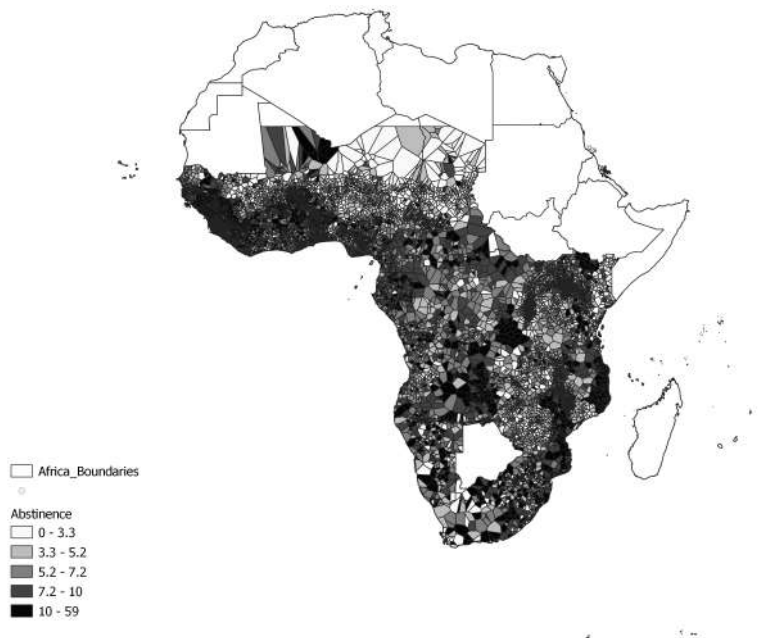 Africa_Boundaries
Abstinence
0 - 3.3
3.3 - 5.2
5.2 - 7.2
7.2 - 10
10 - 59